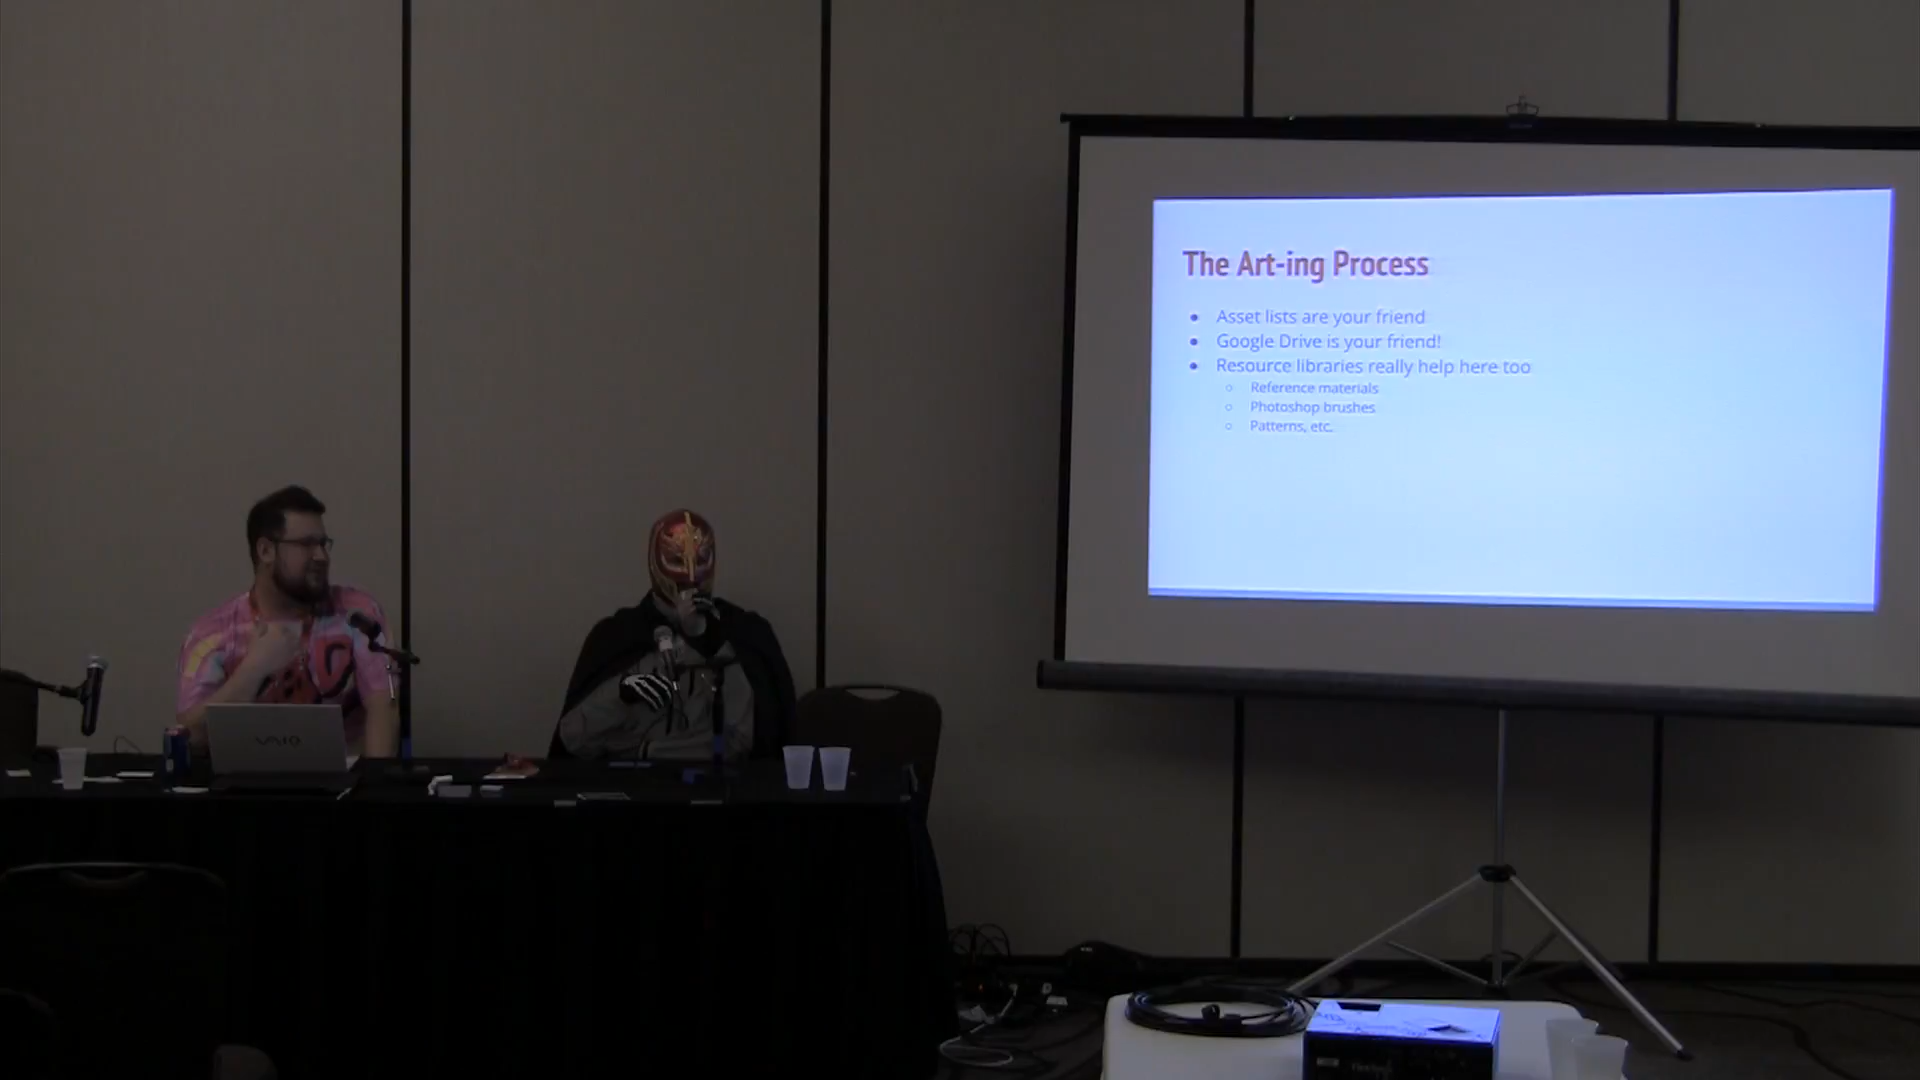 The Art-ing Process
● Asset lists are your friend
● Google Drive is your friend!
● Resource libraries really help here too
○ Reference materials
○ Photoshop brushes
○ Patterns, etc.
VAIO